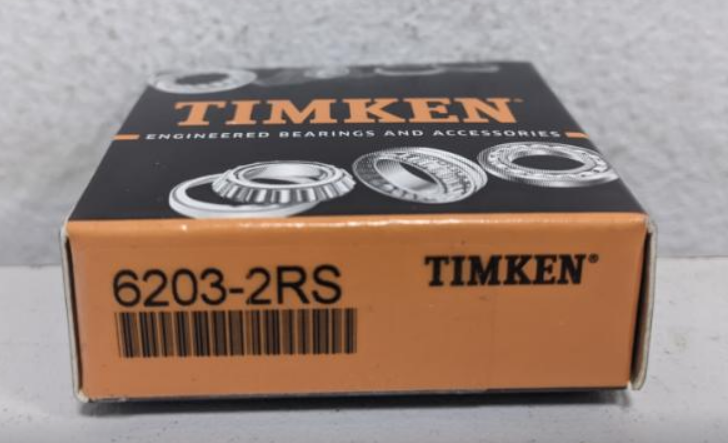 TIMKEN
ENGINEERED BEARINGS AND ACCESSORIES
6203-2RS
TIMKEN®